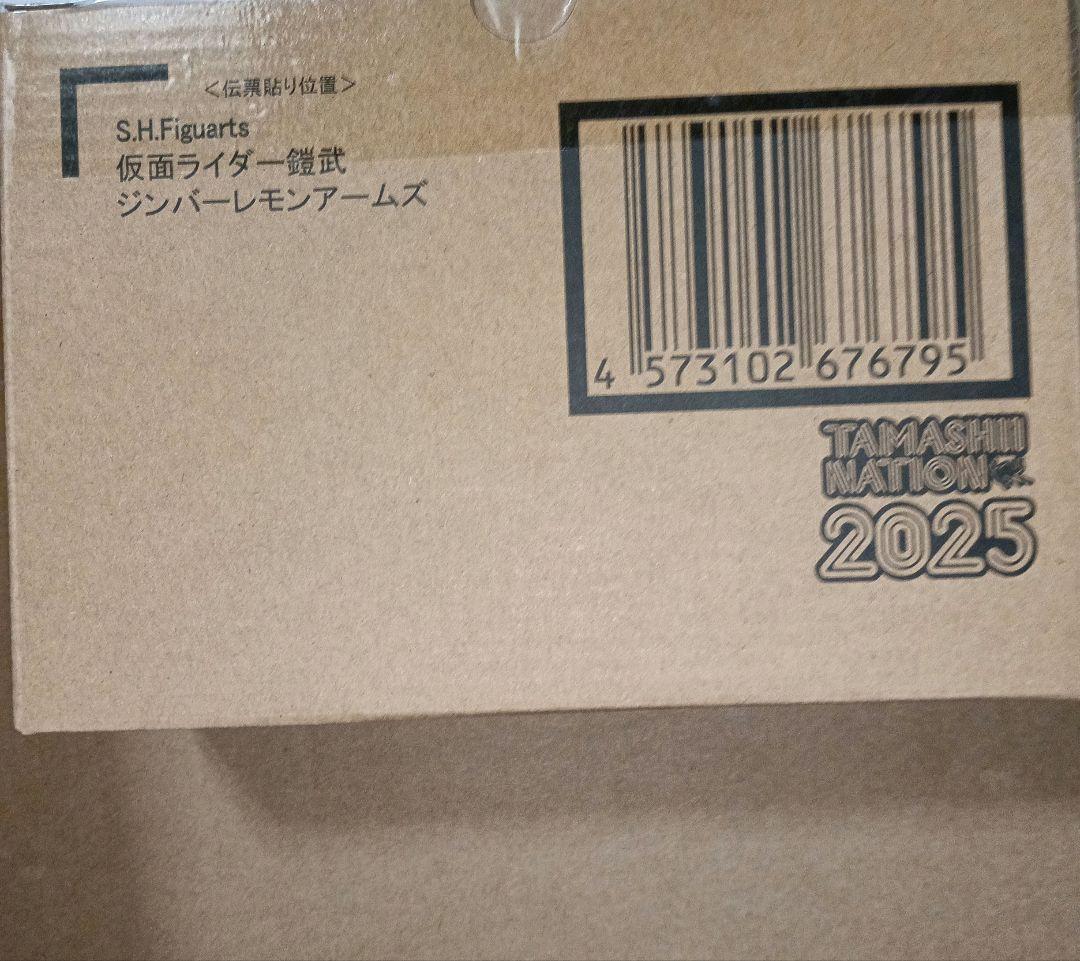 <伝票貼り位置>
S.H.Figuarts
仮面ライダー鎧武
ジンバーレモンアームズ
4 573102 676795
TAMASHII
NATION
2025